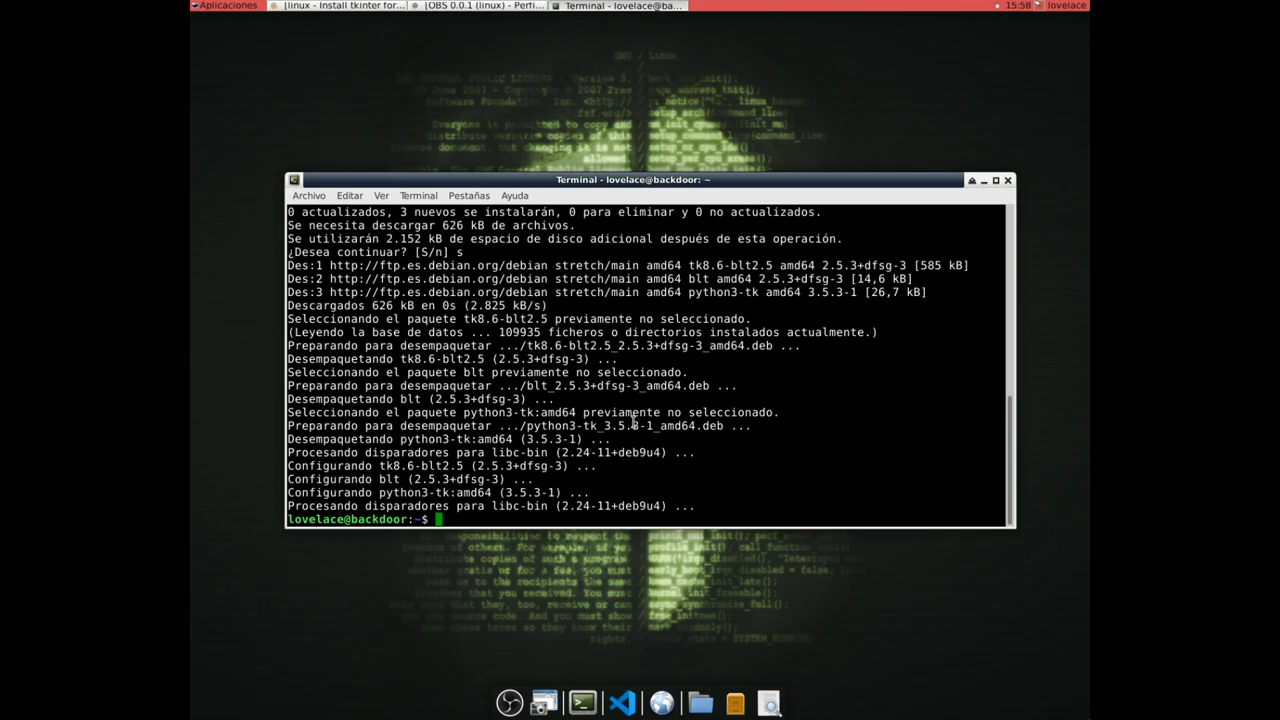 Aplicaciones
[linux - Install tkinter for...
[OBS 0.0.1 (linux) - Perfi...
Terminal - lovelace@ba...
15:58
lovelace
GNU / linux
Terminal - lovelace@backdoor: ~
Archivo Editar Ver Terminal Pestañas Ayuda
0 actualizados, 3 nuevos se instalarán, 0 para eliminar y 0 no actualizados.
Se necesita descargar 626 kB de archivos.
Se utilizarán 2.152 kB de espacio de disco adicional después de esta operación.
¿Desea continuar? [S/n] s
Des:1 http://ftp.es.debian.org/debian stretch/main amd64 tk8.6-blt2.5 amd64 2.5.3+dfsg-3 [585 kB]
Des:2 http://ftp.es.debian.org/debian stretch/main amd64 blt amd64 2.5.3+dfsg-3 [14,6 kB]
Des:3 http://ftp.es.debian.org/debian stretch/main amd64 python3-tk amd64 3.5.3-1 [26,7 kB]
Descargados 626 kB en 0s (2.825 kB/s)
Seleccionando el paquete tk8.6-blt2.5 previamente no seleccionado.
(Leyendo la base de datos ... 109935 ficheros o directorios instalados actualmente.)
Preparando para desempaquetar .../tk8.6-blt2.5_2.5.3+dfsg-3_amd64.deb ...
Desempaquetando tk8.6-blt2.5 (2.5.3+dfsg-3) ...
Seleccionando el paquete blt previamente no seleccionado.
Preparando para desempaquetar .../blt_2.5.3+dfsg-3_amd64.deb ...
Desempaquetando blt (2.5.3+dfsg-3) ...
Seleccionando el paquete python3-tk:amd64 previamente no seleccionado.
Preparando para desempaquetar .../python3-tk_3.5.3-1_amd64.deb ...
Desempaquetando python3-tk:amd64 (3.5.3-1) ...
Procesando disparadores para libc-bin (2.24-11+deb9u4) ...
Configurando tk8.6-blt2.5 (2.5.3+dfsg-3) ...
Configurando blt (2.5.3+dfsg-3) ...
Configurando python3-tk:amd64 (3.5.3-1) ...
Procesando disparadores para libc-bin (2.24-11+deb9u4) ...
lovelace@backdoor:~$